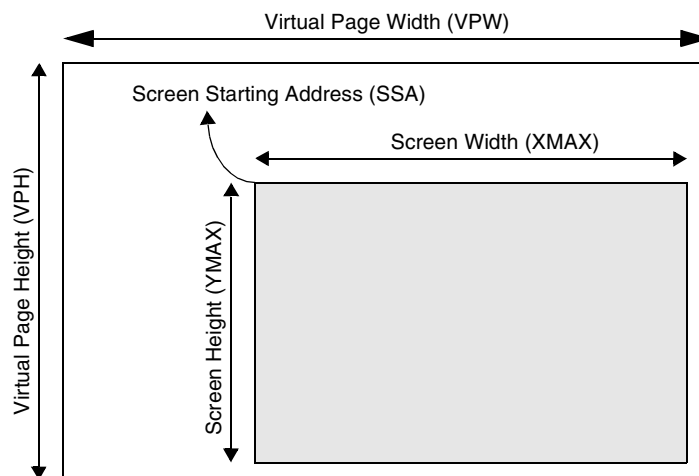 Virtual Page Width (VPW)
Screen Starting Address (SSA)
Screen Width (XMAX)
Virtual Page Height (VPH)
Screen Height (YMAX)